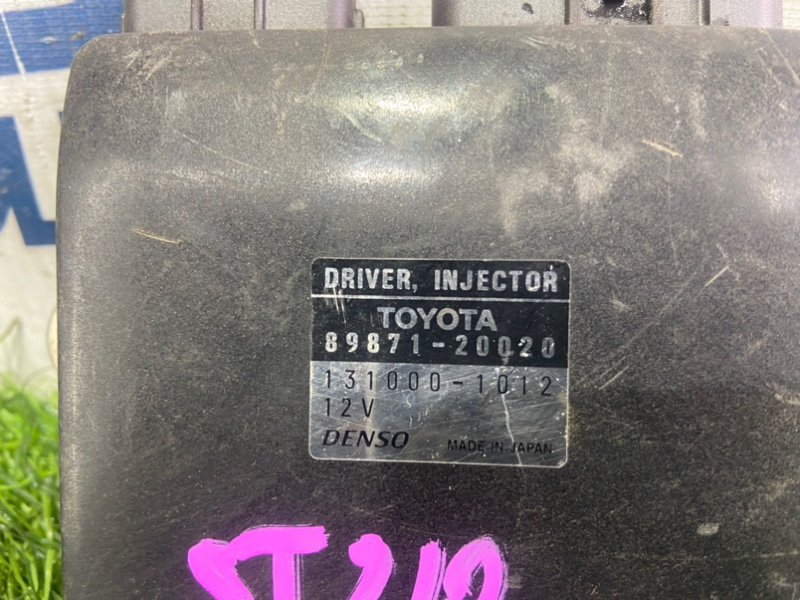 DRIVER, INJECTOR
TOYOTA
89871-20020
131000-1012
12V
DENSO MADE IN JAPAN